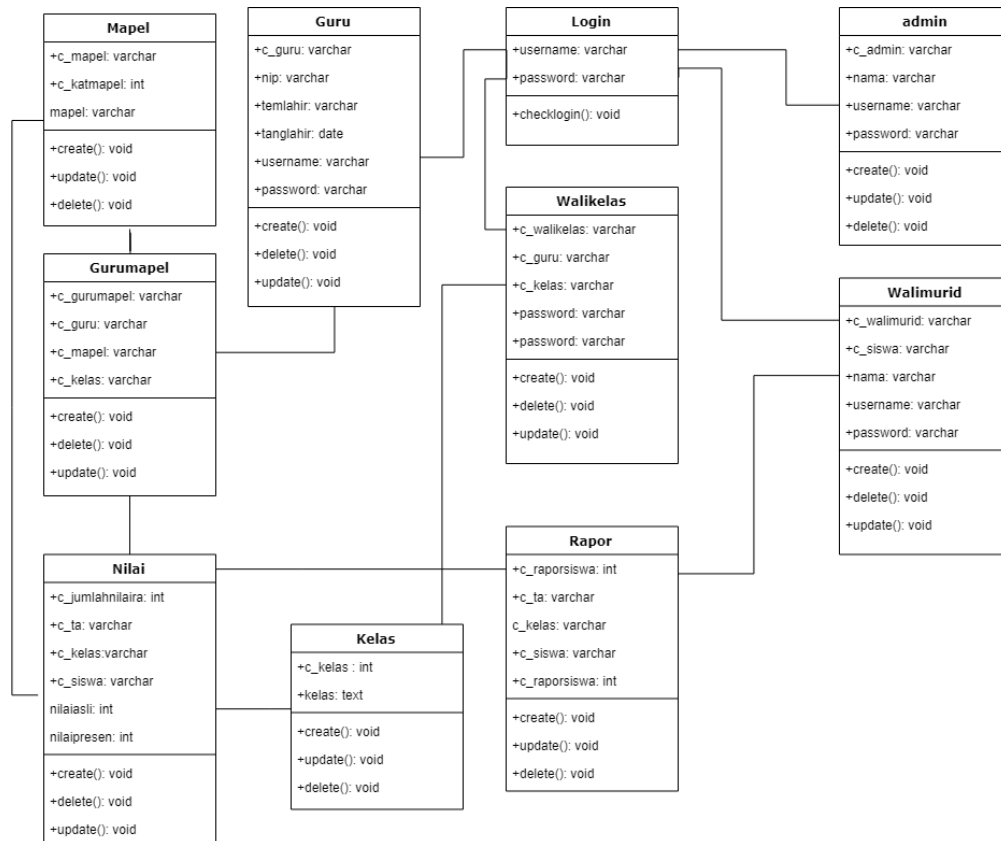 Mapel
+c_mapel: varchar
+c_katmapel: int
mapel: varchar
+create(): void
+update(): void
+delete(): void
Guru
+c_guru: varchar
+nip: varchar
+temlahir: varchar
+tanglahir: date
+username: varchar
+password: varchar
+create(): void
+delete(): void
+update(): void
Login
+username: varchar
+password: varchar
+checklogin(): void
admin
+c_admin: varchar
+nama: varchar
+username: varchar
+password: varchar
+create(): void
+update(): void
+delete(): void
Gurumapel
+c_gurumapel: varchar
+c_guru: varchar
+c_mapel: varchar
+c_kelas: varchar
+create(): void
+delete(): void
+update(): void
Walikelas
+c_walikelas: varchar
+c_guru: varchar
+c_kelas: varchar
+password: varchar
+password: varchar
+create(): void
+delete(): void
+update(): void
Walimurid
+c_walimurid: varchar
+c_siswa: varchar
+nama: varchar
+username: varchar
+password: varchar
+create(): void
+delete(): void
+update(): void
Nilai
+c_jumlahnilaira: int
+c_ta: varchar
+c_kelas:varchar
+c_siswa: varchar
nilaiasli: int
nilaipresen: int
+create(): void
+delete(): void
+update(): void
Kelas
+c_kelas : int
+kelas: text
+create(): void
+update(): void
+delete(): void
Rapor
+c_raporsiswa: int
+c_ta: varchar
c_kelas: varchar
+c_siswa: varchar
+c_raporsiswa: int
+create(): void
+update(): void
+delete(): void